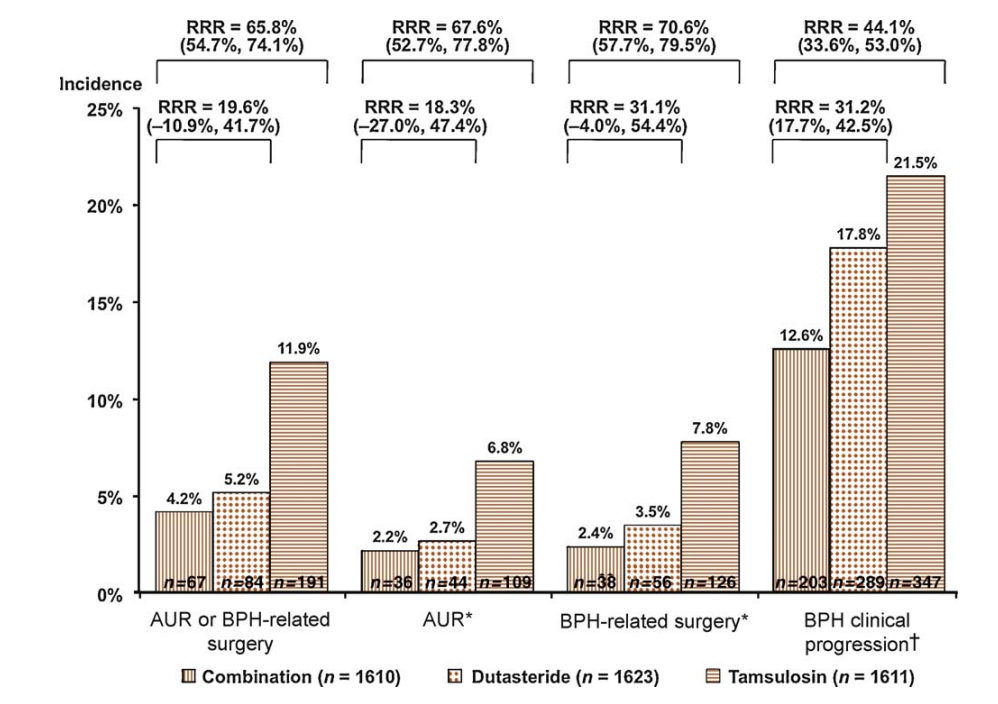 RRR = 65.8% RRR = 67.6% RRR = 70.6% RRR = 44.1%
(54.7%, 74.1%) (52.7%, 77.8%) (57.7%, 79.5%) (33.6%, 53.0%)
Incidence
RRR = 19.6% RRR = 18.3% RRR = 31.1% RRR = 31.2%
25%
(–10.9%, 41.7%) (–27.0%, 47.4%) (–4.0%, 54.4%) (17.7%, 42.5%)
21.5%
20%
17.8%
15%
12.6%
11.9%
10%
7.8%
6.8%
5%
5.2%
4.2%
3.5%
2.7%
2.2%
2.4%
n=67 n=84 n=191 n=36 n=44 n=109 n=38 n=56 n=126 n=203 n=289 n=347
0%
AUR or BPH-related AUR* BPH-related surgery* BPH clinical
surgery progression†
Combination (n = 1610) Dutasteride (n = 1623) Tamsulosin (n = 1611)